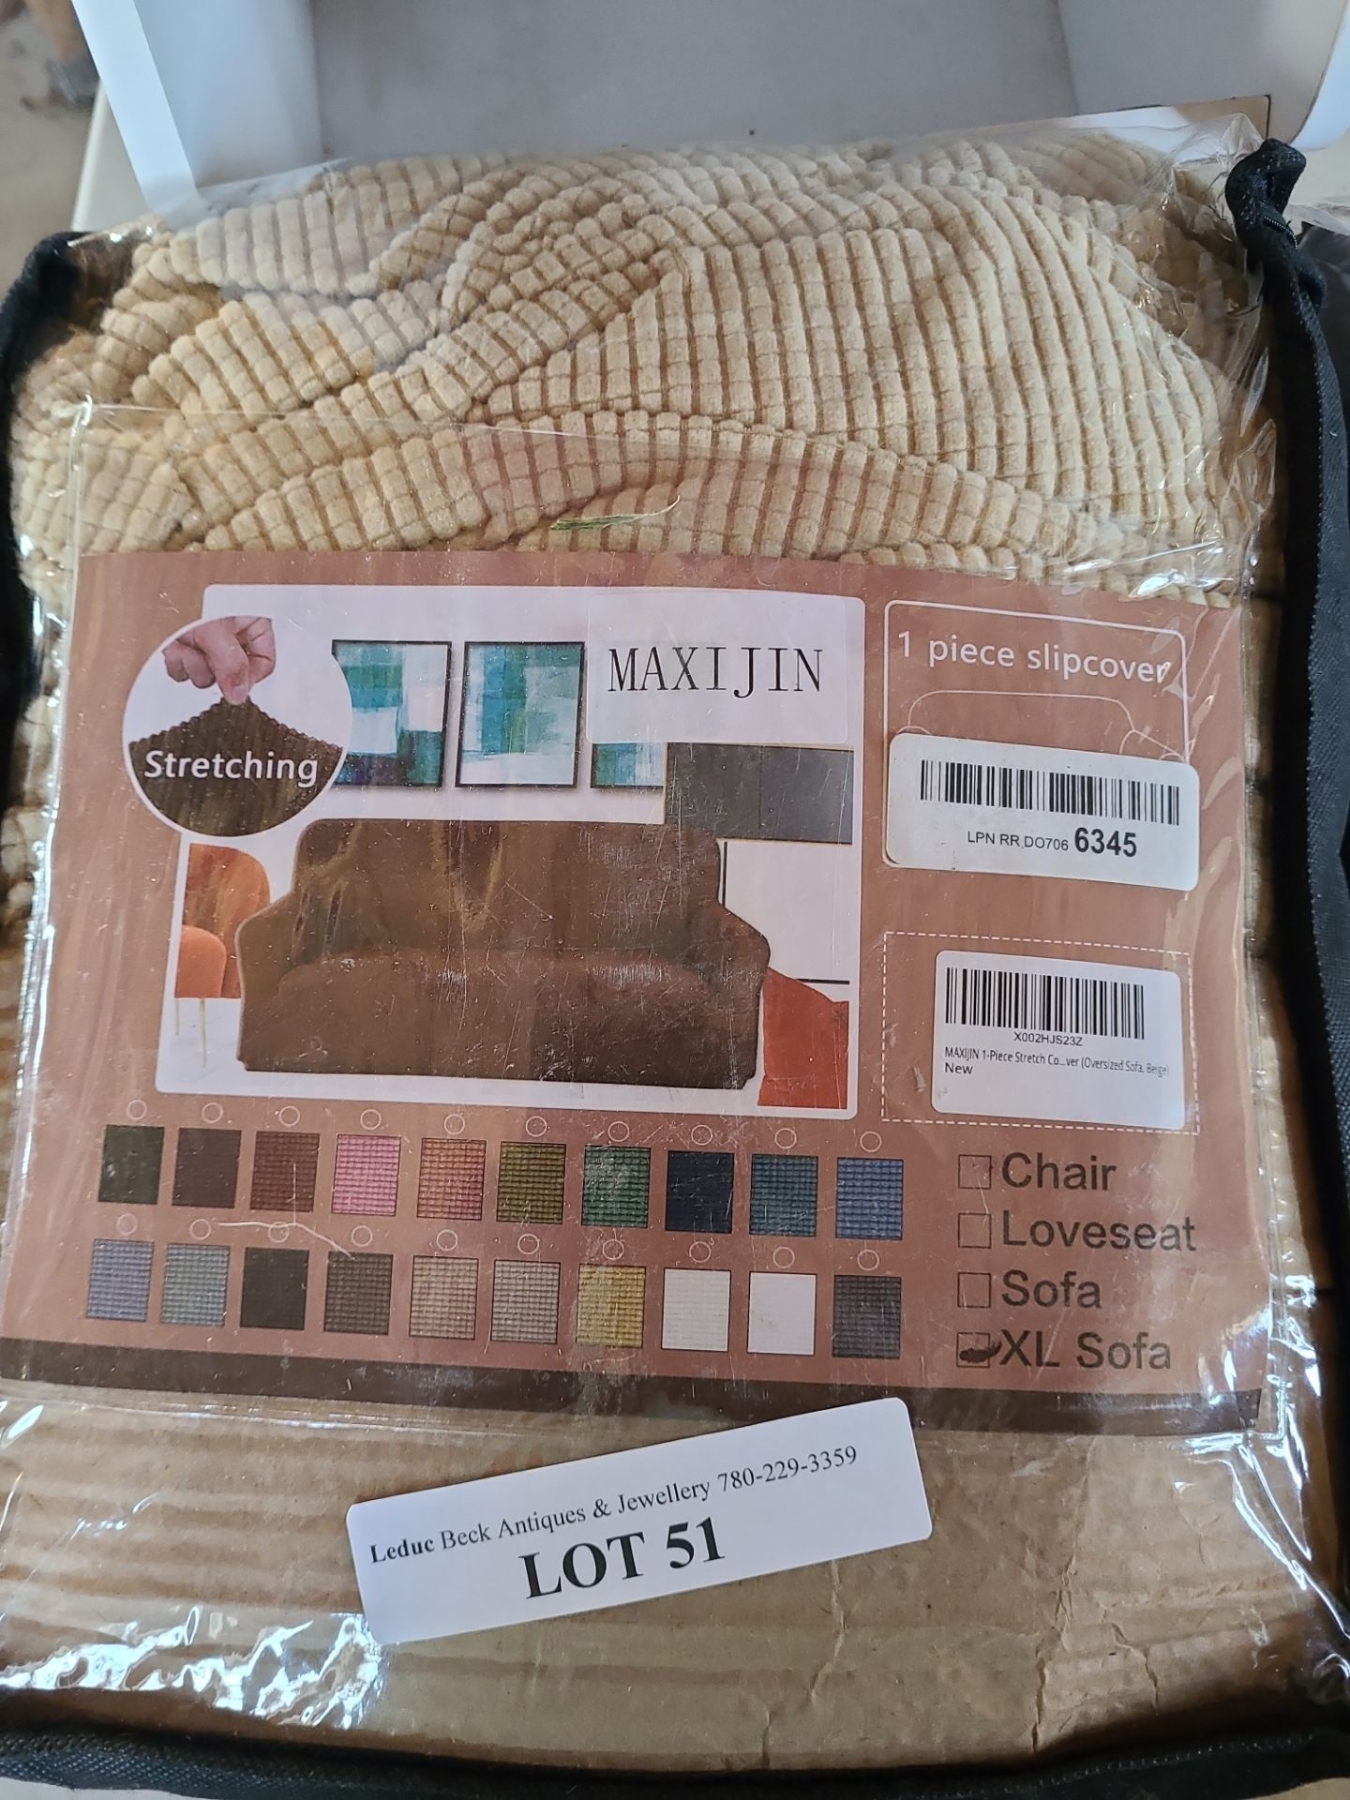 MAXIJIN
1 piece slipcover
Stretching
LPN RR DO706 6345
X002HJS23Z
MAXIJIN 1-Piece Stretch Co...ver (Oversized Sofa, Beige)
New
Chair
Loveseat
Sofa
XL Sofa
Leduc Beck Antiques & Jewellery 780-229-3359
LOT 51